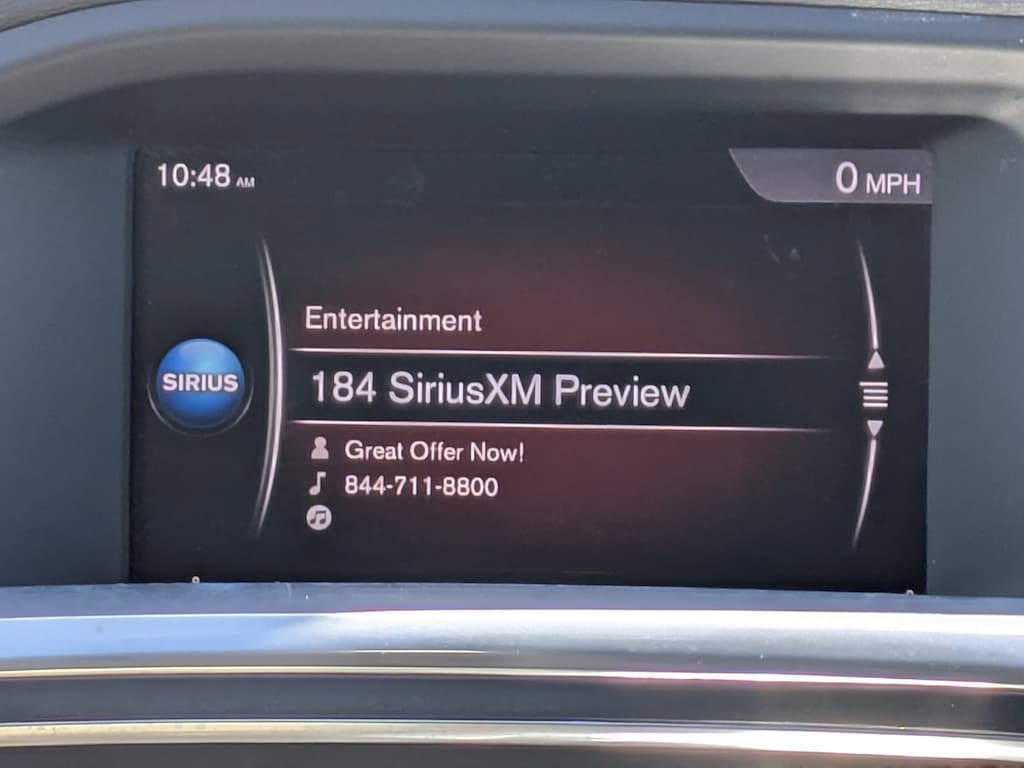 10:48 AM
0 MPH
Entertainment
SIRIUS
184 SiriusXM Preview
Great Offer Now!
844-711-8800